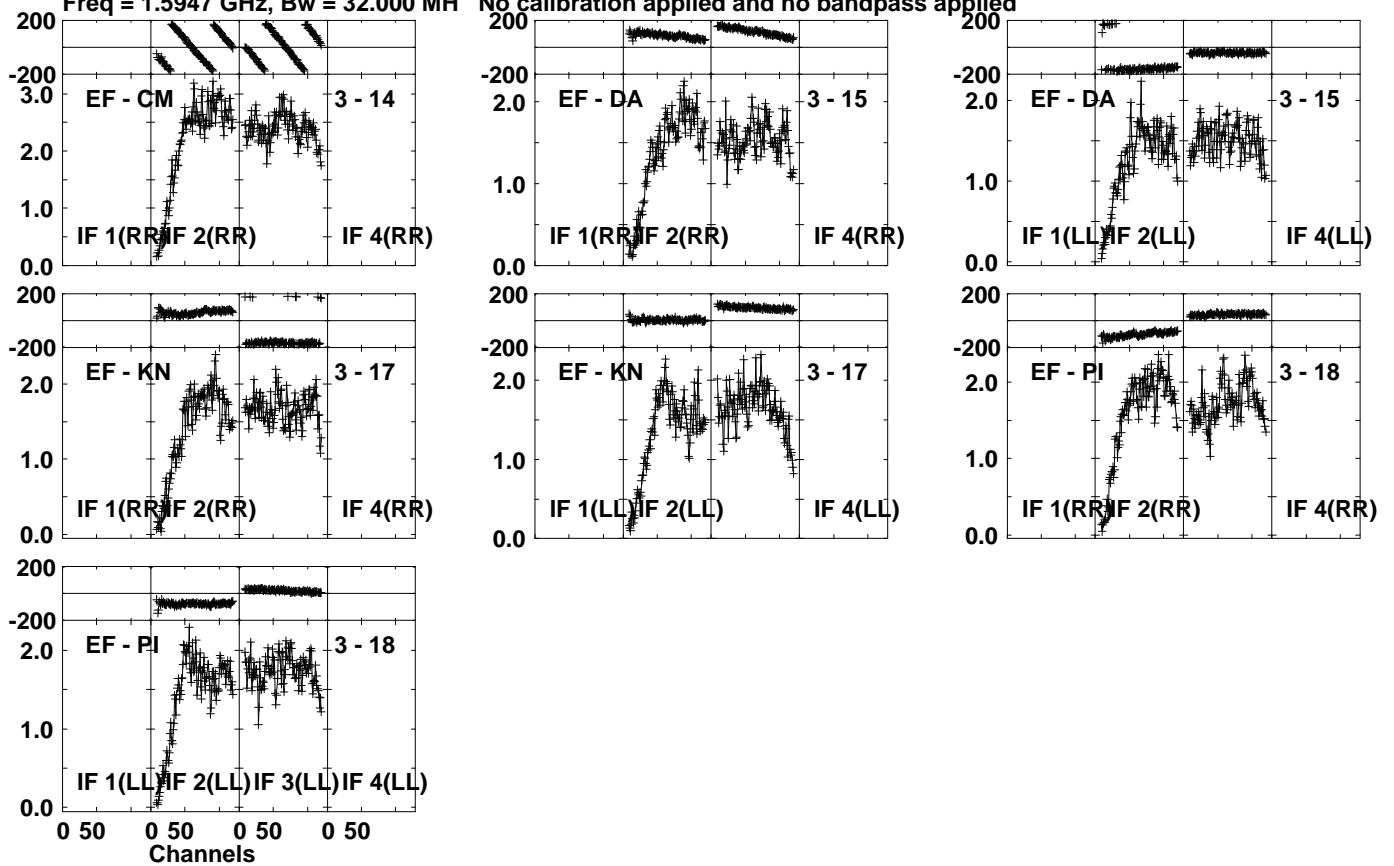 Freq = 1.5947 GHz, Bw = 32.000 MH No calibration applied and no bandpass applied
200
-200
3.0
2.0
1.0
0.0
EF - CM 3 - 14
IF 1(RR) IF 2(RR) IF 4(RR)
200
-200
2.0
1.0
0.0
EF - DA 3 - 15
IF 1(RR) IF 2(RR) IF 4(RR)
200
-200
2.0
1.0
0.0
EF - DA 3 - 15
IF 1(LL) IF 2(LL) IF 4(LL)
200
-200
2.0
1.0
0.0
EF - KN 3 - 17
IF 1(RR) IF 2(RR) IF 4(RR)
200
-200
2.0
1.0
0.0
EF - KN 3 - 17
IF 1(LL) IF 2(LL) IF 4(LL)
200
-200
2.0
1.0
0.0
EF - PI 3 - 18
IF 1(RR) IF 2(RR) IF 4(RR)
200
-200
2.0
1.0
0.0
EF - PI 3 - 18
IF 1(LL) IF 2(LL) IF 3(LL) IF 4(LL)
0 50 0 50 0 50 0 50
Channels